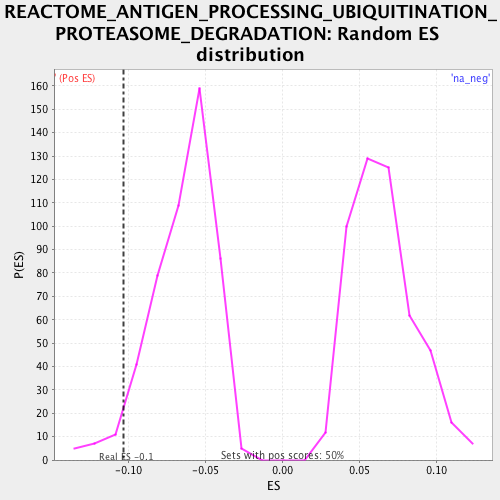 REACTOME_ANTIGEN_PROCESSING_UBIQUITINATION_
PROTEASOME_DEGRADATION: Random ES
distribution
(Pos ES)
'na_neg'
160
150
140
130
120
110
100
90
80
70
60
50
40
30
20
10
0
P(ES)
Real ES -0.1
Sets with pos scores: 50%
-0.10
-0.05
0.00
0.05
0.10
ES